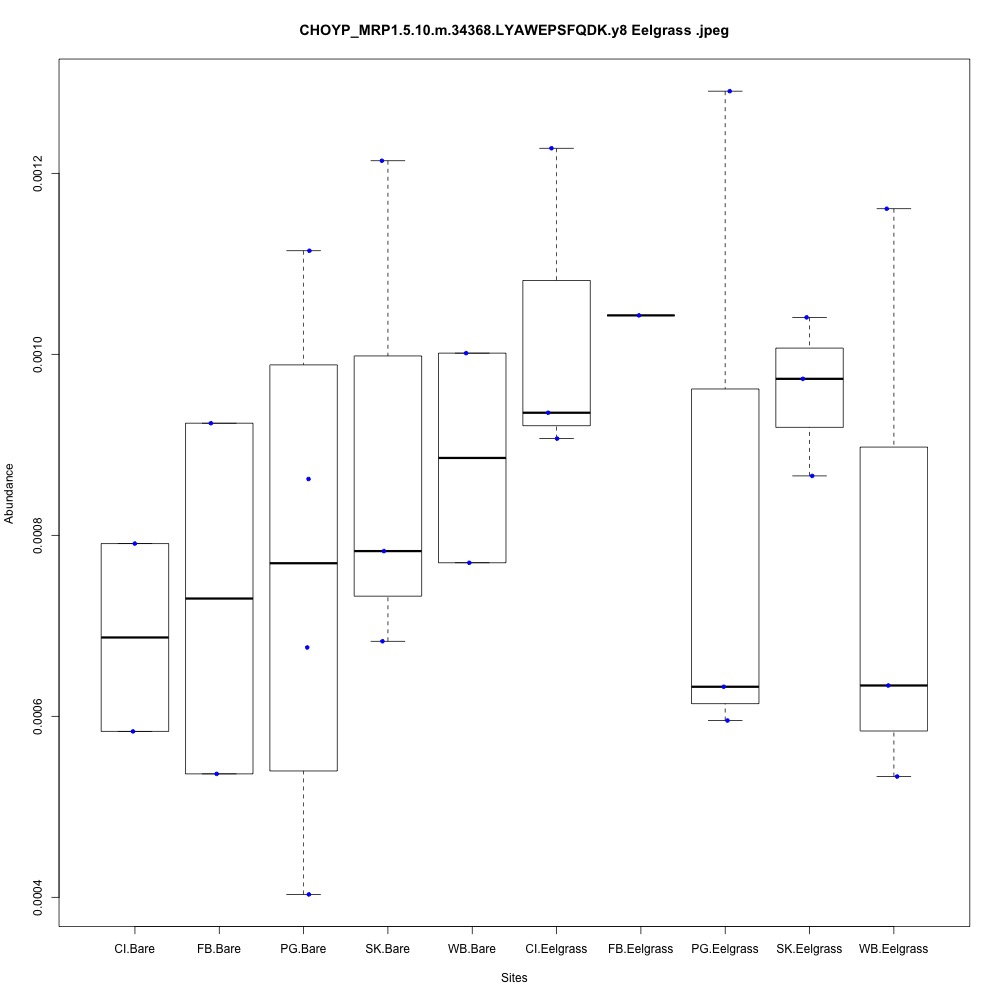 CHOYP_MRP1.5.10.m.34368.LYAWEPSFQDK.y8 Eelgrass .jpeg
Abundance
0.0012
0.0010
0.0008
0.0006
0.0004
CI.Bare FB.Bare PG.Bare SK.Bare WB.Bare CI.Eelgrass FB.Eelgrass PG.Eelgrass SK.Eelgrass WB.Eelgrass
Sites